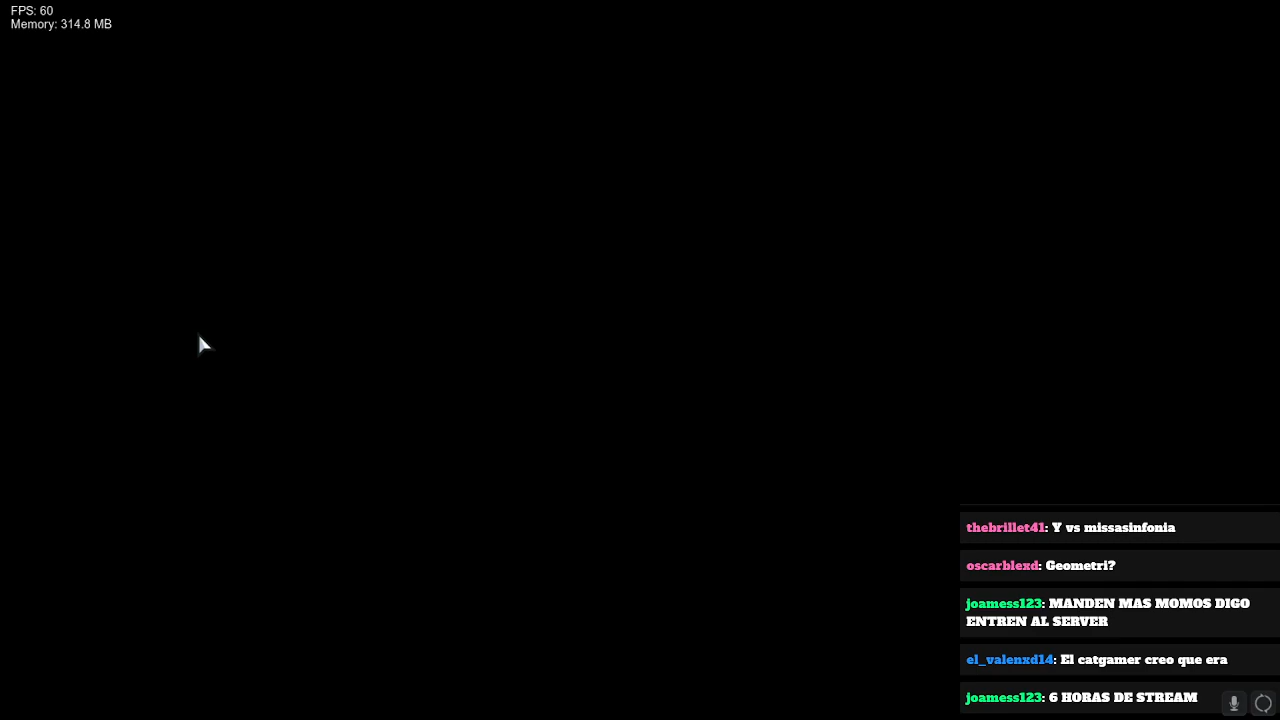 FPS: 60
Memory: 314.8 MB
thebrillet41: Y vs missasinfonia
oscarblexd: Geometri?
joamess123: MANDEN MAS MOMOS DIGO
ENTREN AL SERVER
el_valenxd14: El catgamer creo que era
joamess123: 6 HORAS DE STREAM